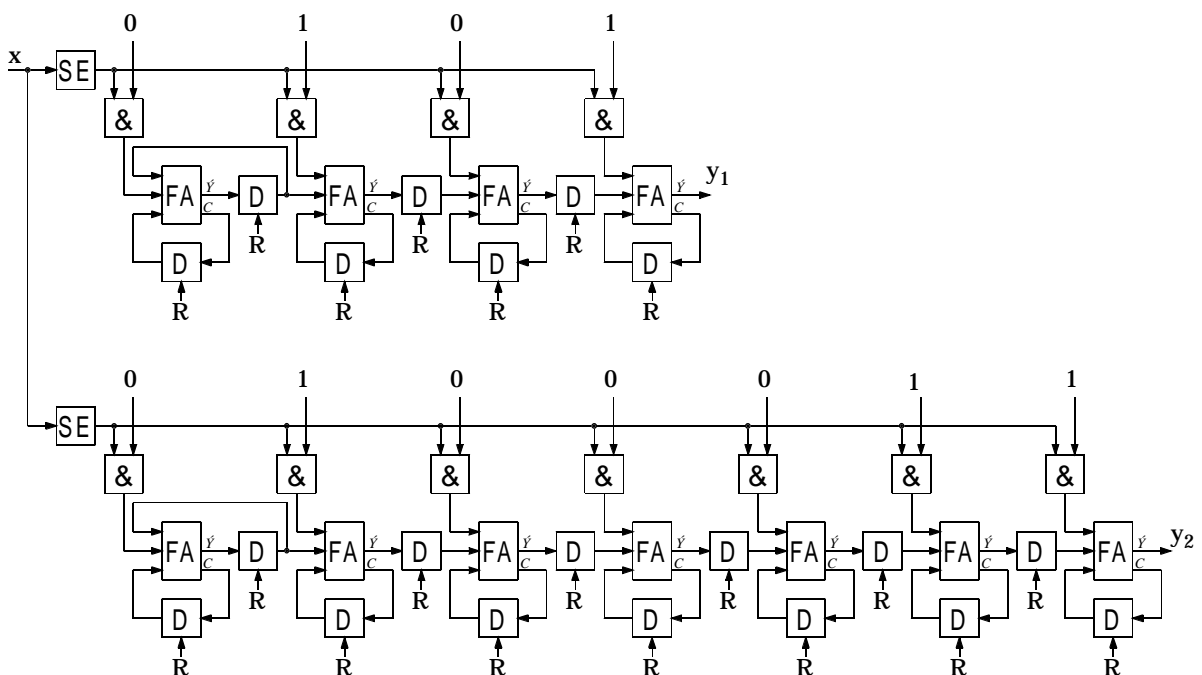 0 1 0 1
x SE
& & & &
FA Ý C D FA Ý C D FA Ý C D FA Ý C y1
R R R
D D D D
R R R R
0 1 0 0 0 1 1
SE
& & & & & & &
FA Ý C D FA Ý C D FA Ý C D FA Ý C D FA Ý C D FA Ý C D FA Ý C y2
R R R R R R
D D D D D D D
R R R R R R R